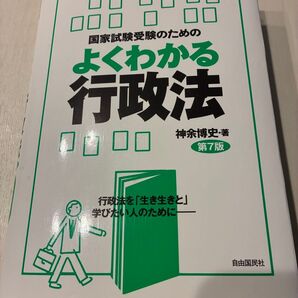 国家試験受験のための
よくわかる
行政法
神余博史・著
第7版
行政法を「生き生きと」
学びたい人のために——
自由国民社